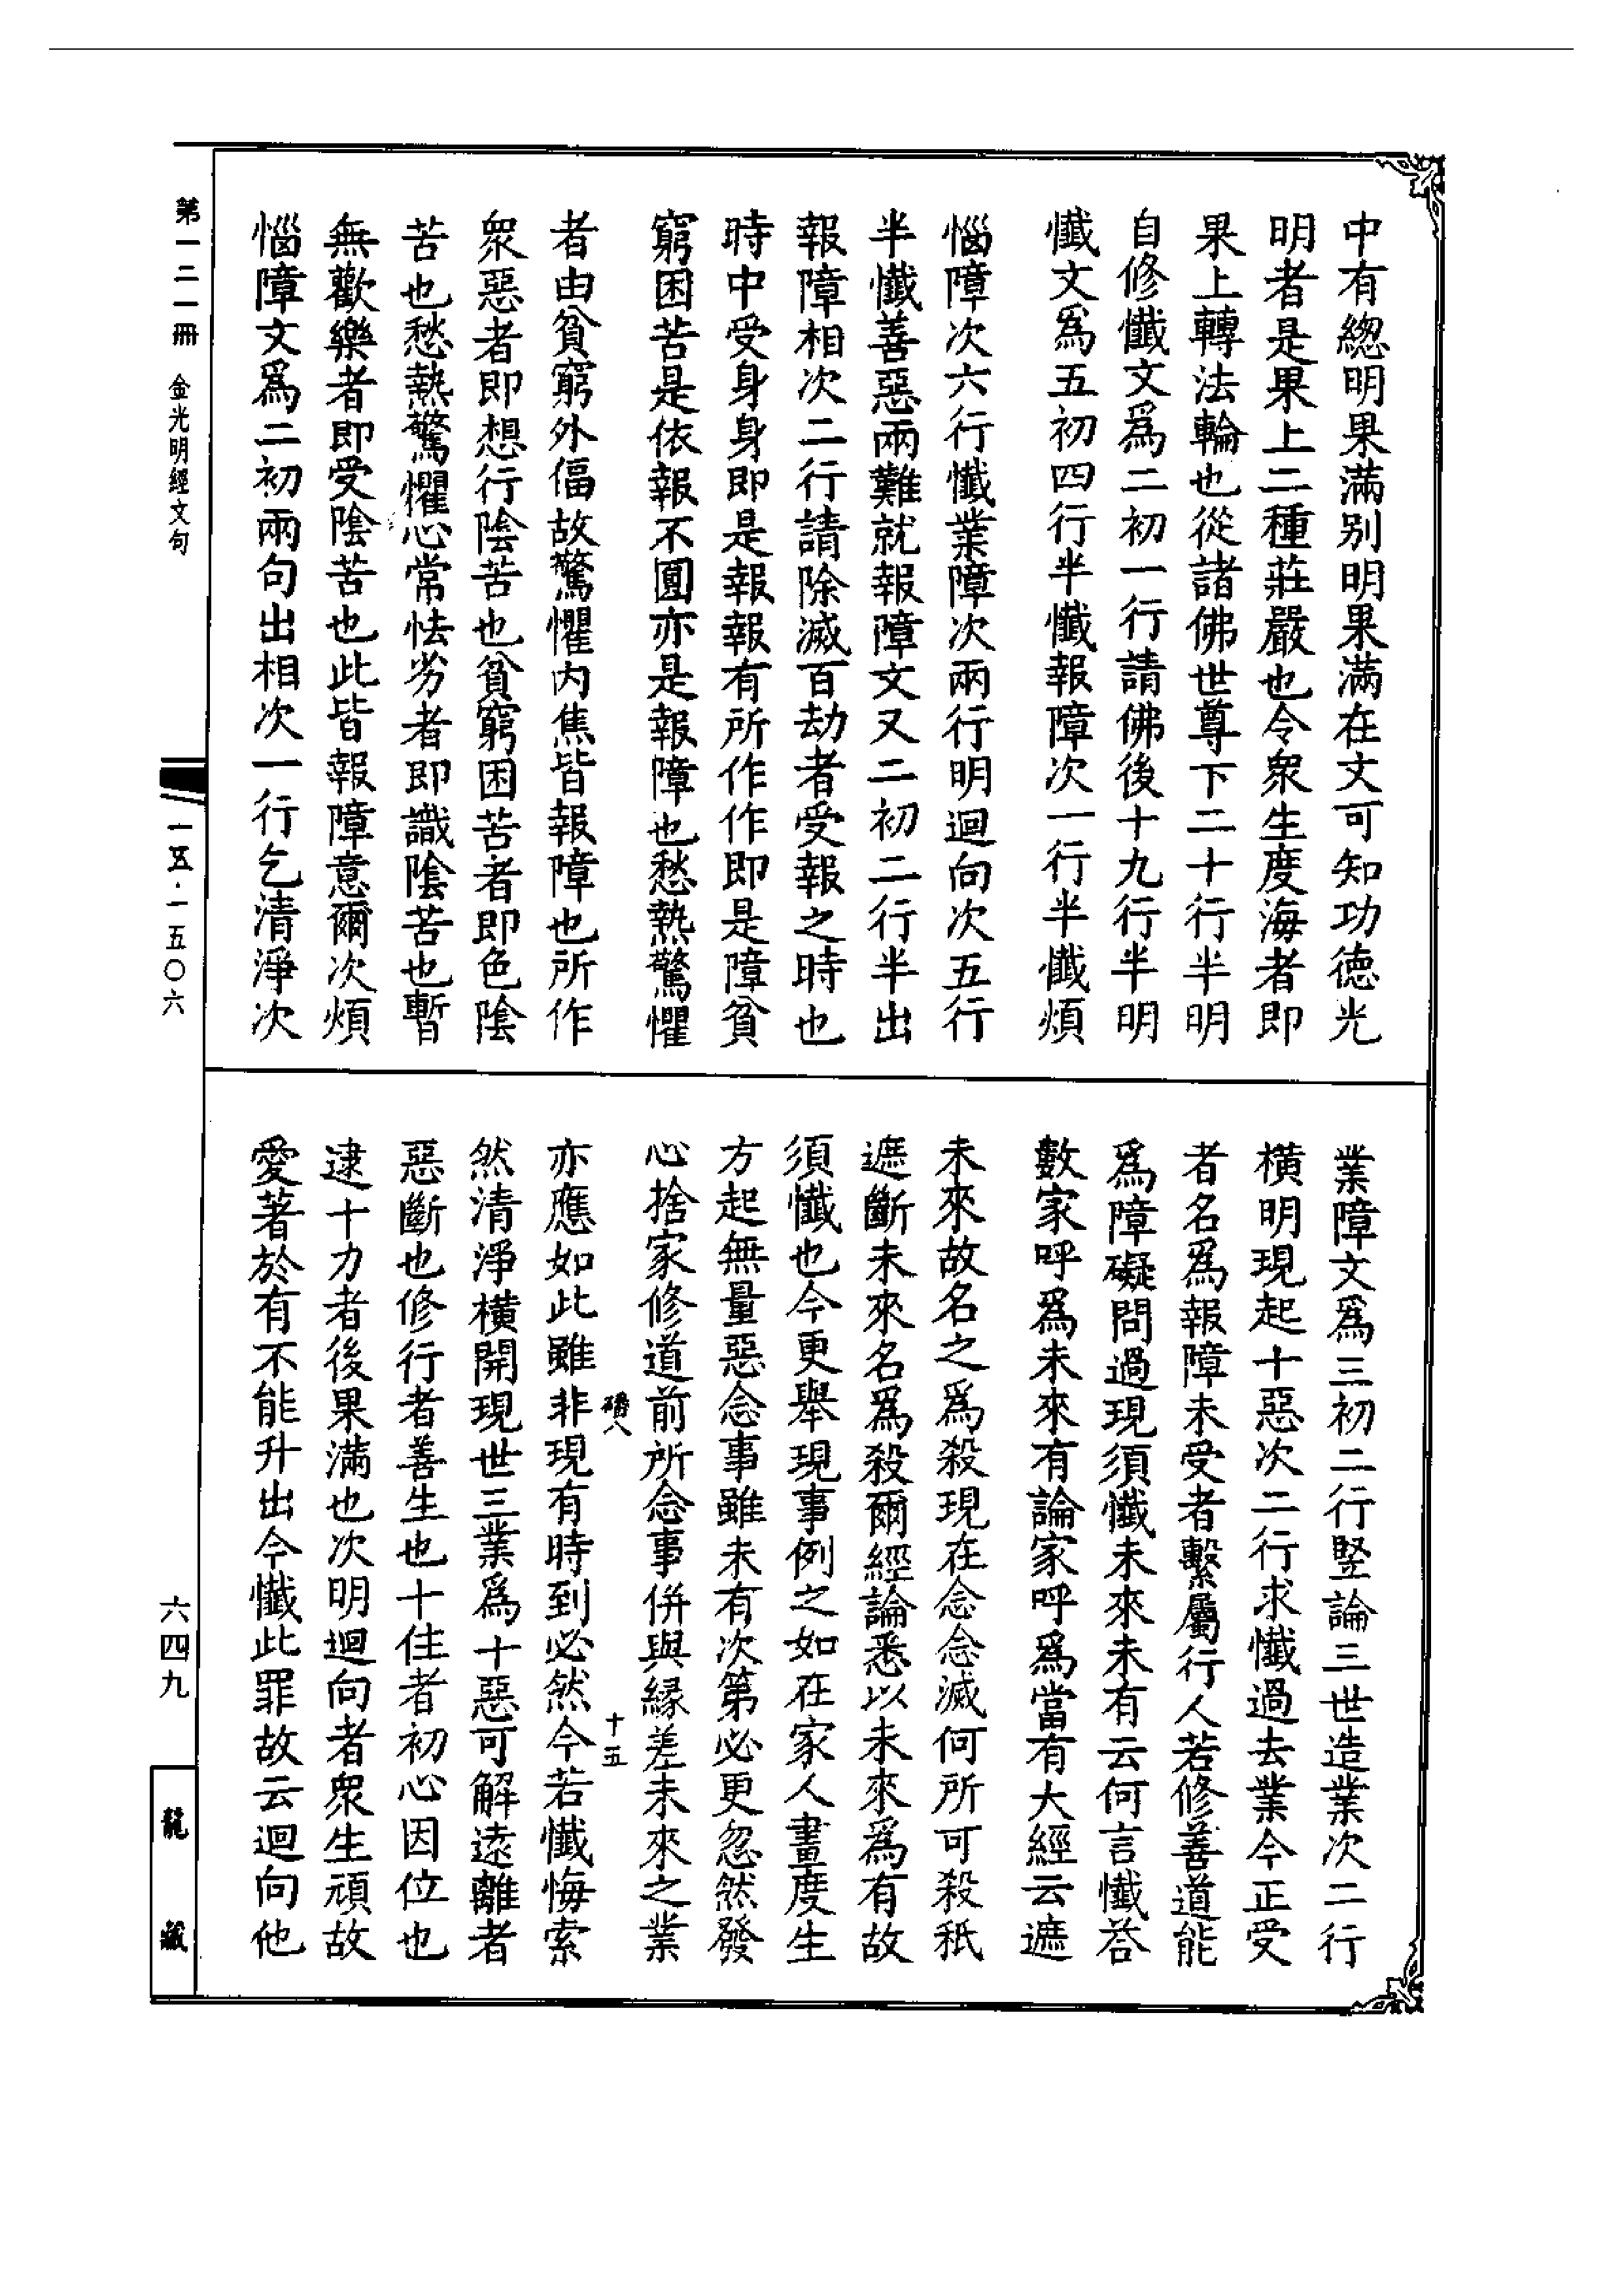 中有總明果滿別明果滿在文可知功德光
明者是果上二種莊嚴也令衆生度海者即
果上轉法輪也從諸佛世尊下二十行半明
自修懺文爲二初一行請佛後十九行半明
懺文爲五初四行半懺報障次一行半懺煩
惱障次六行懺業障次兩行明迴向次五行
半懺善惡兩難就報障文又二初二行半出
報障相次二行請除滅百劫者受報之時也
時中受身身即是報報有所作作即是障貧
窮困苦是依報不圓亦是報障也愁熱驚懼
者由貧窮外偪故驚懼內焦皆報障也所作
衆惡者即想行陰苦也貧窮困苦者即色陰
苦也愁熱驚懼心常怯劣者即識陰苦也暫
無歡樂者即受陰苦也此皆報障意爾次煩
惱障文爲二初兩句出相次一行乞清淨次
業障文爲三初二行竪論三世造業次二行
橫明現起十惡次二行求懺過去業今正受
者名爲報障未受者繫屬行人若修善道能
爲障礙問過現須懺未來未有云何言懺答
數家呼爲未來有論家呼爲當有大經云遮
未來故名之爲殺現在念念滅何所可殺秖
遮斷未來名爲殺爾經論悉以未來爲有故
須懺也今更舉現事例之如在家人晝度生
方起無量惡念事雖未有次第必更忽然發
心捨家修道前所念事併與緣差未來之業
磻八
十五
亦應如此雖非現有時到必然今若懺悔索
然清淨橫開現世三業爲十惡可解遠離者
惡斷也修行者善生也十住者初心因位也
逮十力者後果滿也次明迴向者衆生頑故
愛著於有不能升出今懺此罪故云迴向他
第一二一冊
金光明經文句
一五·一五〇六
六四九
龍藏